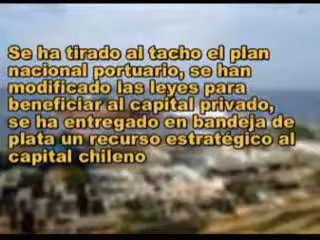 Se ha tirado al tacho el plan
nacional portuario, se han
modificado las leyes para
beneficiar al capital privado,
se ha entregado en bandeja de
plata un recurso estratégico al
capital chileno